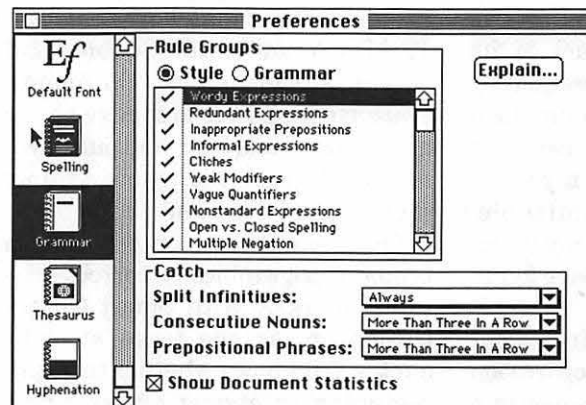 Preferences
Ef
Default Font
Spelling
Grammar
Thesaurus
Hyphenation
Rule Groups
Style Grammar
Explain...
Wordy Expressions
Redundant Expressions
Inappropriate Prepositions
Informal Expressions
Cliches
Weak Modifiers
Vague Quantifiers
Nonstandard Expressions
Open vs. Closed Spelling
Multiple Negation
Catch
Split Infinitives: Always
Consecutive Nouns: More Than Three In A Row
Prepositional Phrases: More Than Three In A Row
Show Document Statistics